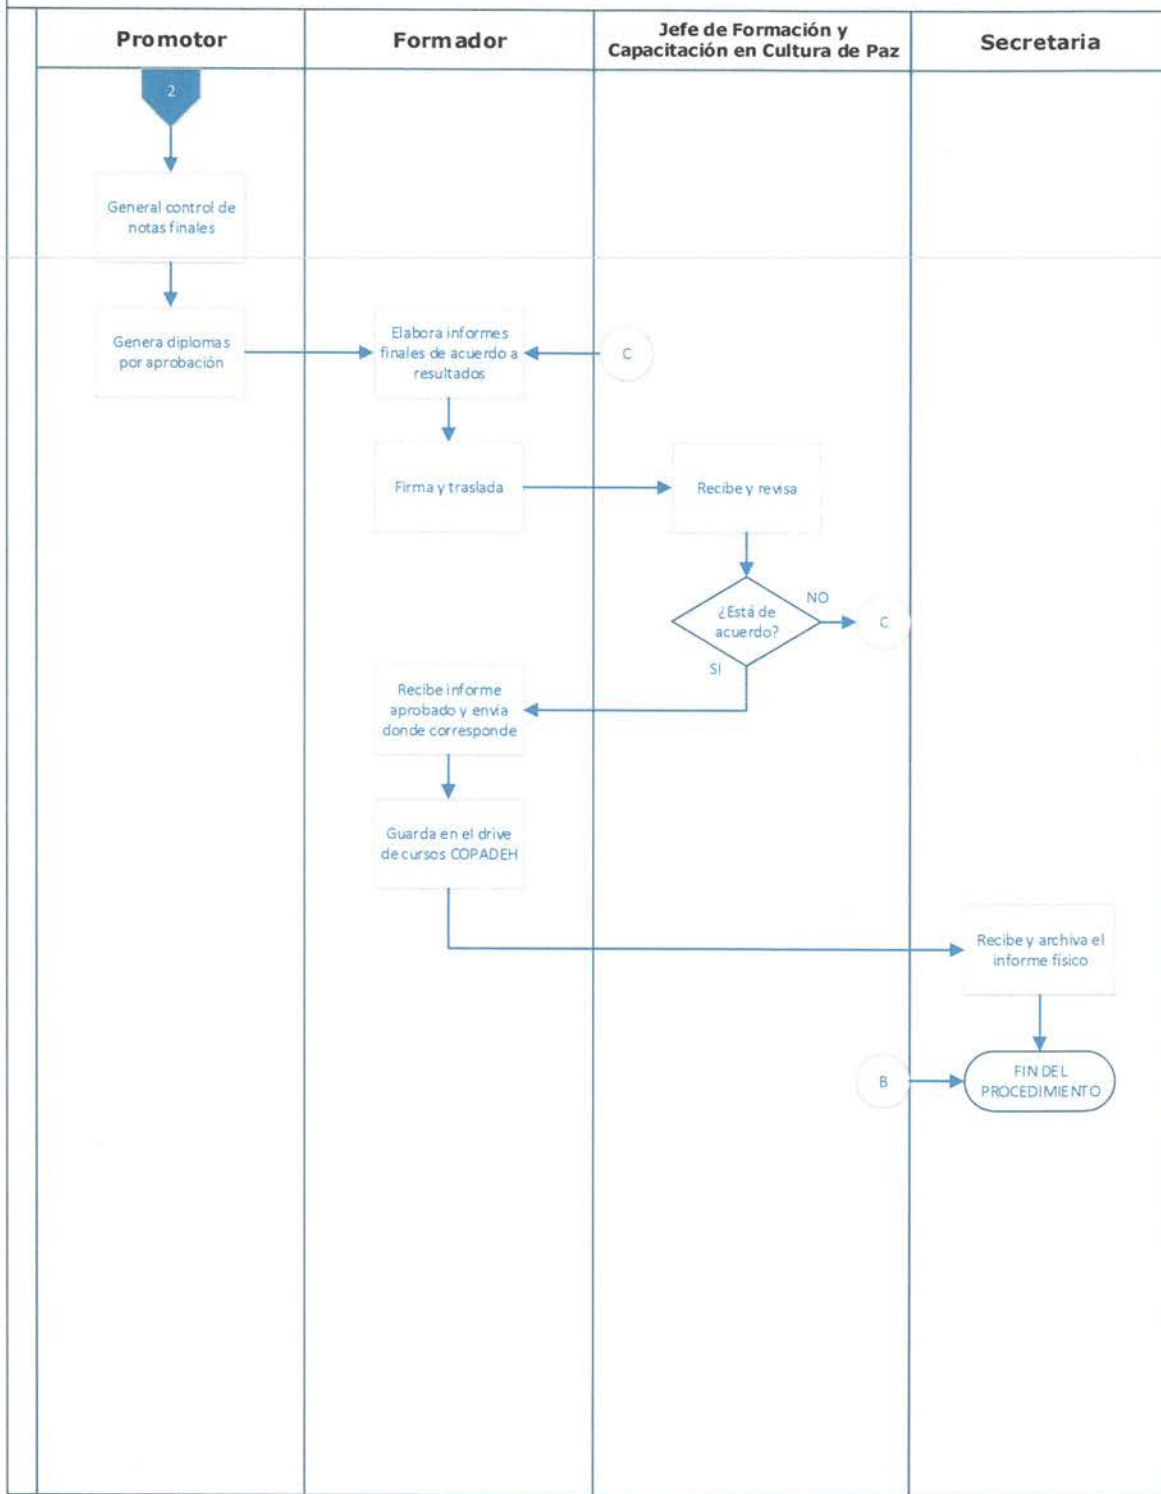 Promotor
Formador
Jefe de Formación y
Capacitación en Cultura de Paz
Secretaria
2
General control de
notas finales
Genera diplomas
por aprobación
Elabora informes
finales de acuerdo a
resultados
C
Firma y traslada
Recibe y revisa
¿Está de
acuerdo?
NO
C
SI
Recibe informe
aprobado y envía
donde corresponde
Guarda en el drive
de cursos COPADEH
Recibe y archiva el
informe físico
B
FIN DEL
PROCEDIMIENTO